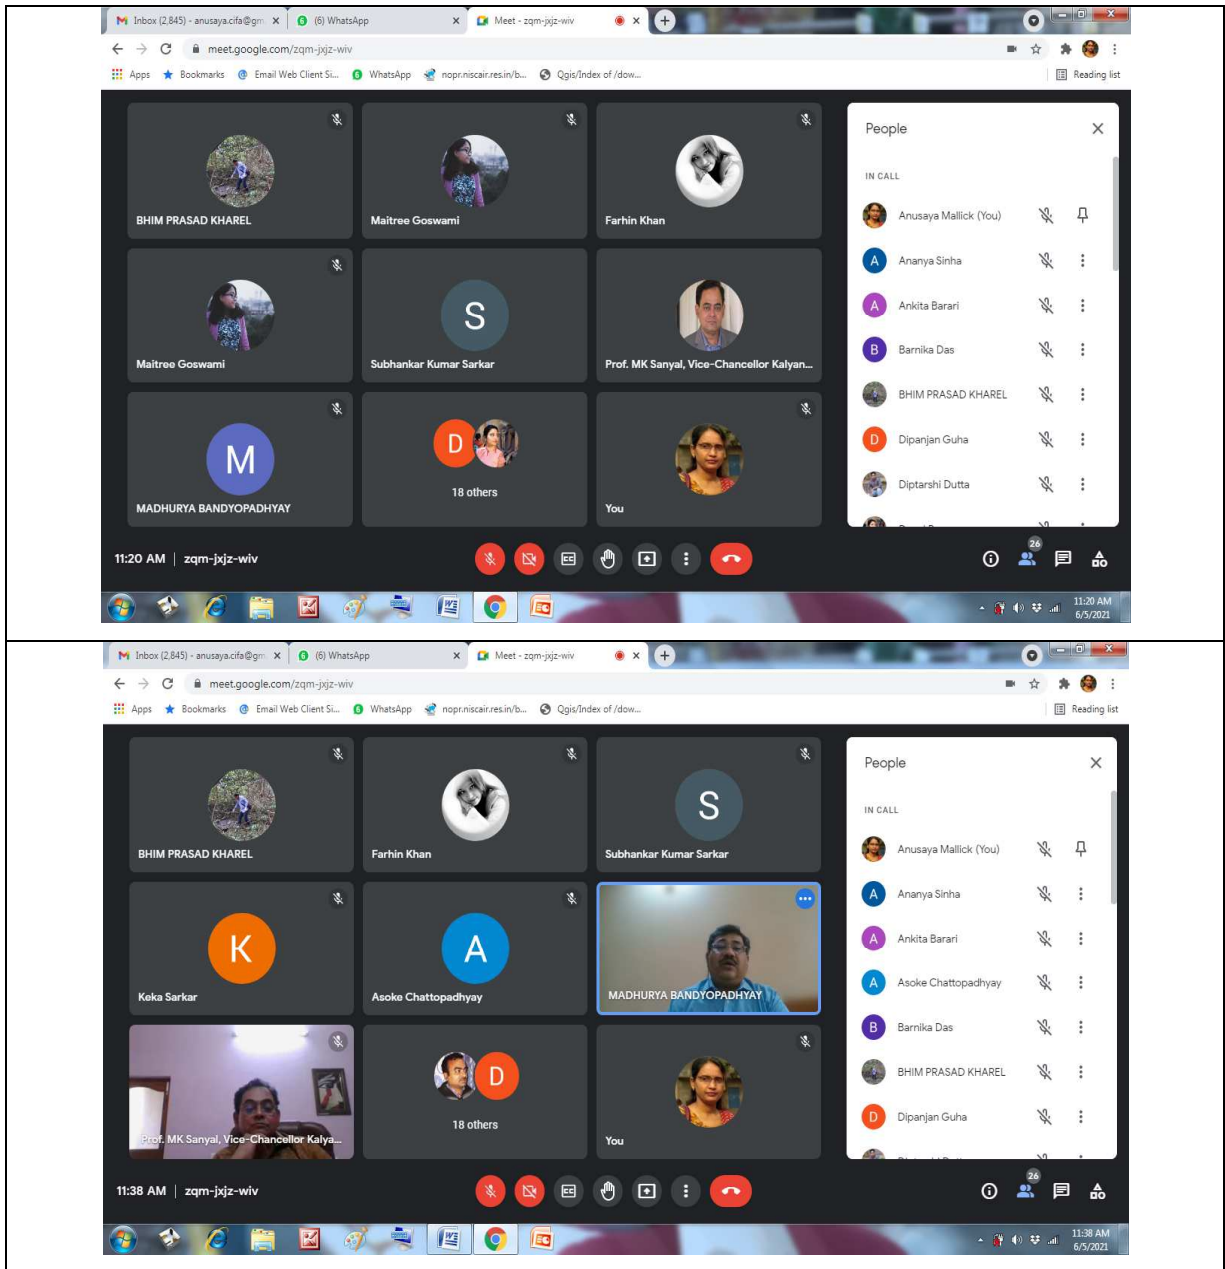 Inbox (2,845) - anusaya.cifa@gm
(6) WhatsApp
Meet - zqm-jxjz-wiv
meet.google.com/zqm-jxjz-wiv
Apps Bookmarks Email Web Client Si... WhatsApp nopr.niscair.res.in/b... Qgis/Index of /dow... Reading list
BHIM PRASAD KHAREL
Maitree Goswami
Farhin Khan
Maitree Goswami
S
Subhankar Kumar Sarkar
Prof. MK Sanyal, Vice-Chancellor Kalyan...
M
MADHURYA BANDYOPADHYAY
D
18 others
You
People
IN CALL
Anusaya Mallick (You)
A Ananya Sinha
A Ankita Barari
B Barnika Das
BHIM PRASAD KHAREL
D Dipanjan Guha
Diptarshi Dutta
11:20 AM | zqm-jxjz-wiv
26
11:20 AM
6/5/2021
Inbox (2,845) - anusaya.cifa@gm
(6) WhatsApp
Meet - zqm-jxjz-wiv
meet.google.com/zqm-jxjz-wiv
Apps Bookmarks Email Web Client Si... WhatsApp nopr.niscair.res.in/b... Qgis/Index of /dow... Reading list
BHIM PRASAD KHAREL
Farhin Khan
S
Subhankar Kumar Sarkar
K
Keka Sarkar
A
Asoke Chattopadhyay
MADHURYA BANDYOPADHYAY
Prof. MK Sanyal, Vice-Chancellor Kalya...
D
18 others
You
People
IN CALL
Anusaya Mallick (You)
A Ananya Sinha
A Ankita Barari
A Asoke Chattopadhyay
B Barnika Das
BHIM PRASAD KHAREL
D Dipanjan Guha
11:38 AM | zqm-jxjz-wiv
26
11:38 AM
6/5/2021